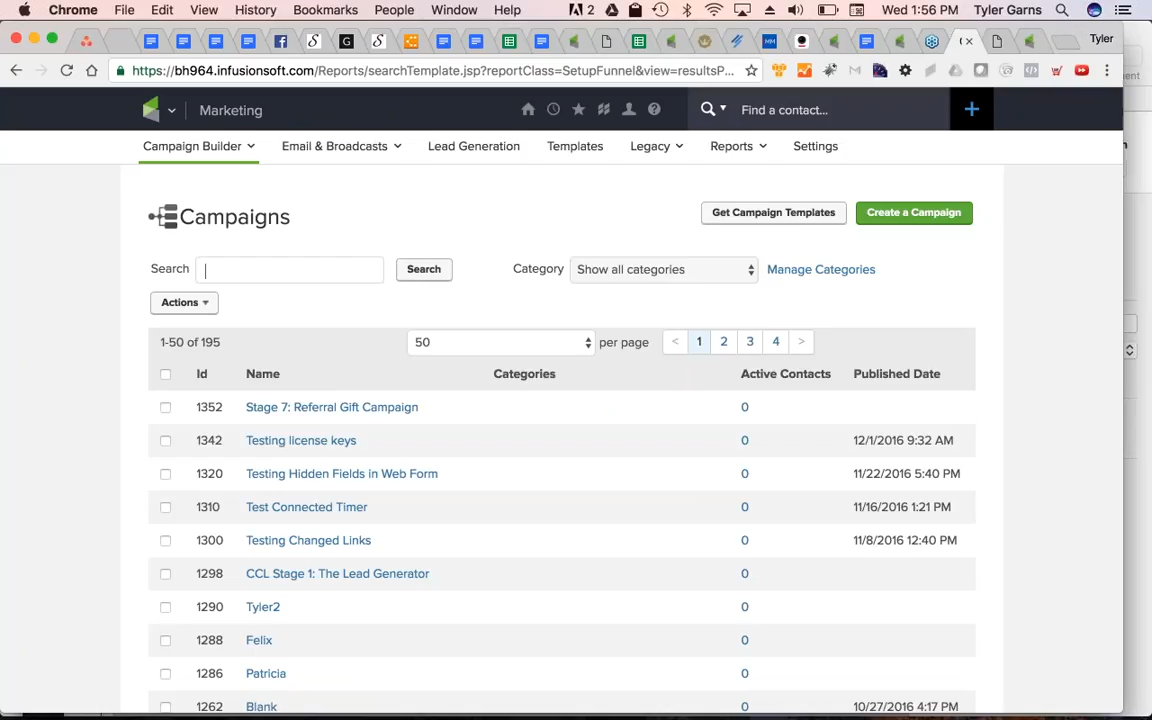 Chrome File Edit View History Bookmarks People Window Help 2 Wed 1:56 PM Tyler Garns
Tyler
https://bh964.infusionsoft.com/Reports/searchTemplate.jsp?reportClass=SetupFunnel&view=resultsP...
Marketing Find a contact... +
Campaign Builder Email & Broadcasts Lead Generation Templates Legacy Reports Settings
Campaigns Get Campaign Templates Create a Campaign
Search Search Category Show all categories Manage Categories
Actions
1-50 of 195 50 per page < 1 2 3 4 >
Id Name Categories Active Contacts Published Date
1352 Stage 7: Referral Gift Campaign 0
1342 Testing license keys 0 12/1/2016 9:32 AM
1320 Testing Hidden Fields in Web Form 0 11/22/2016 5:40 PM
1310 Test Connected Timer 0 11/16/2016 1:21 PM
1300 Testing Changed Links 0 11/8/2016 12:40 PM
1298 CCL Stage 1: The Lead Generator 0
1290 Tyler2 0
1288 Felix 0
1286 Patricia 0
1262 Blank 0 10/27/2016 4:17 PM